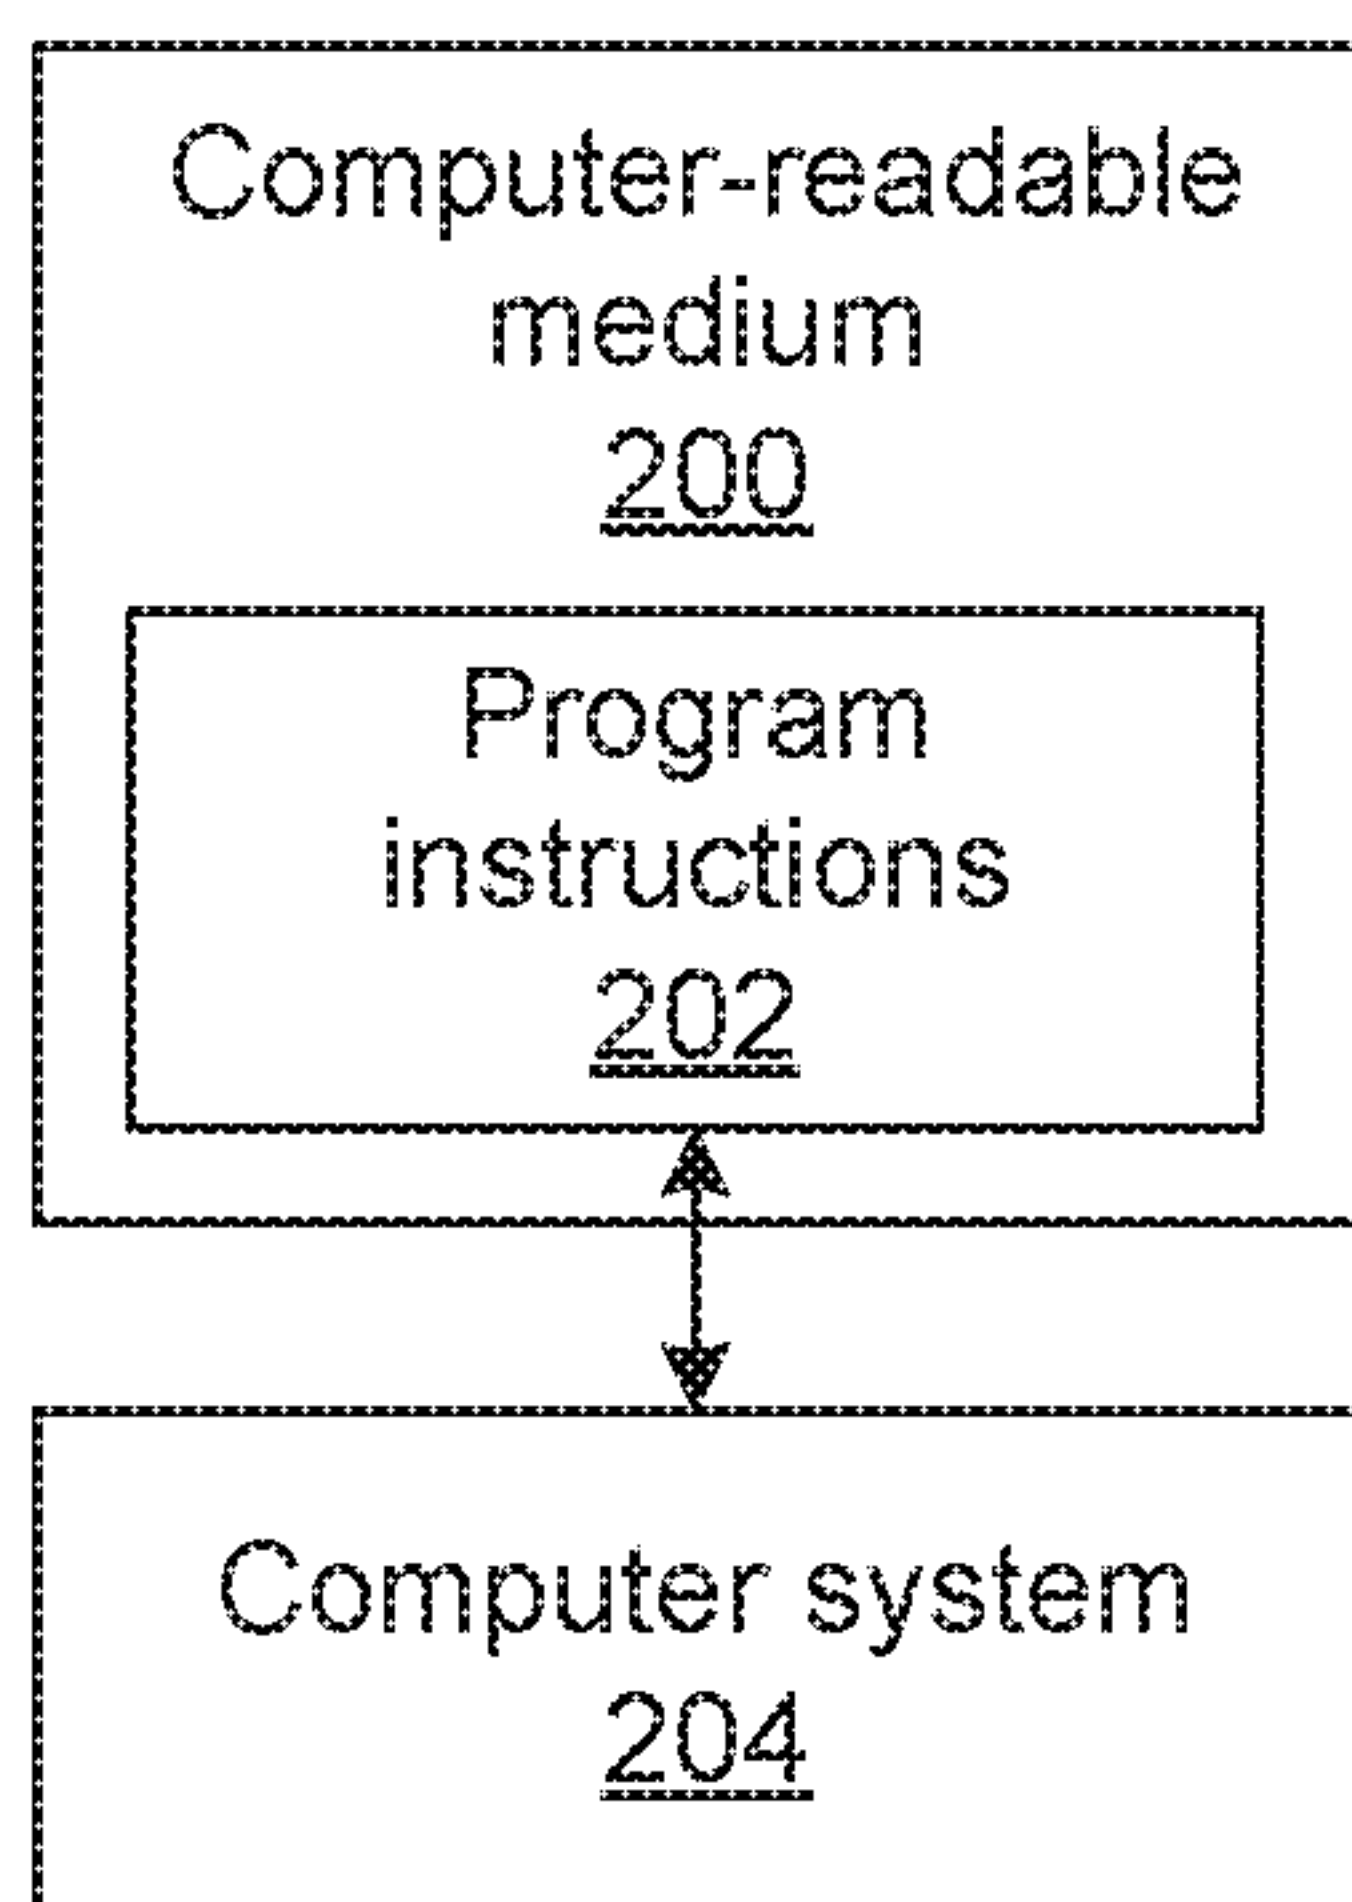 Computer-readable
medium
200
Program
instructions
202
Computer system
204